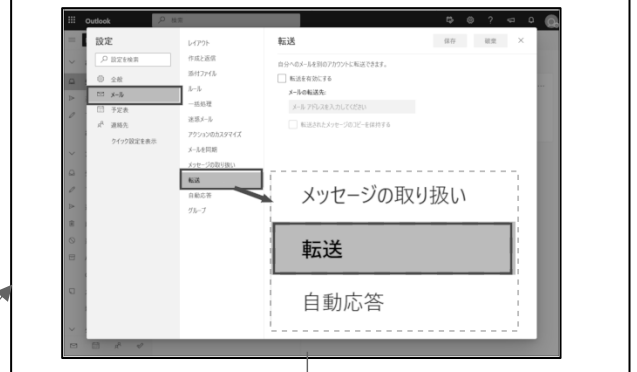 Outlook
検索
設定
設定を検索
全般
メール
予定表
連絡先
クイック設定を表示
レイアウト
作成と返信
添付ファイル
ルール
一括処理
迷惑メール
アクションのカスタマイズ
メールを同期
メッセージの取り扱い
転送
自動応答
グループ
転送
保存
破棄
自分へのメールを別のアカウントに転送できます。
転送を有効にする
メールの転送先:
メール アドレスを入力してください
転送されたメッセージのコピーを保持する
メッセージの取り扱い
転送
自動応答